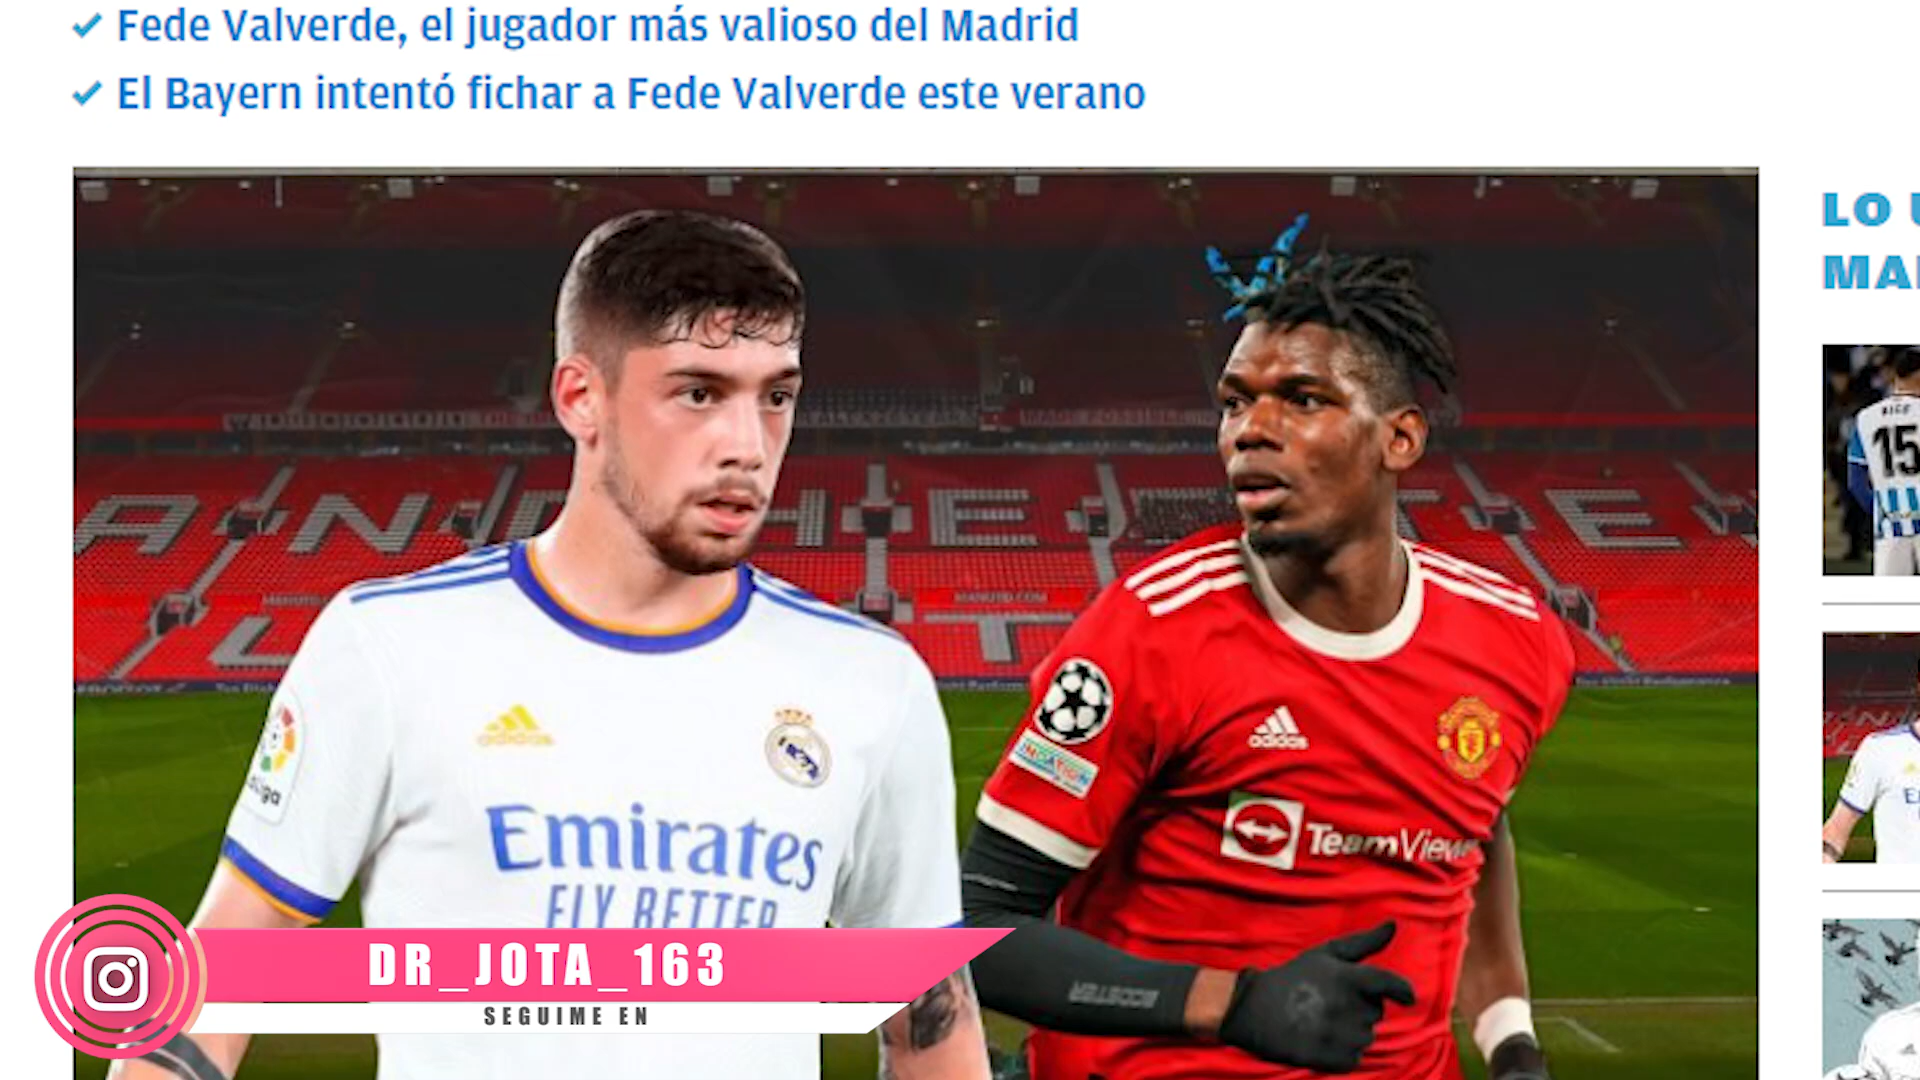 Fede Valverde, el jugador más valioso del Madrid
El Bayern intentó fichar a Fede Valverde este verano
LO
MA
15
adidas
adidas
Emirates
FLY BETTER
TeamView
DR_JOTA_163
SEGUIME EN